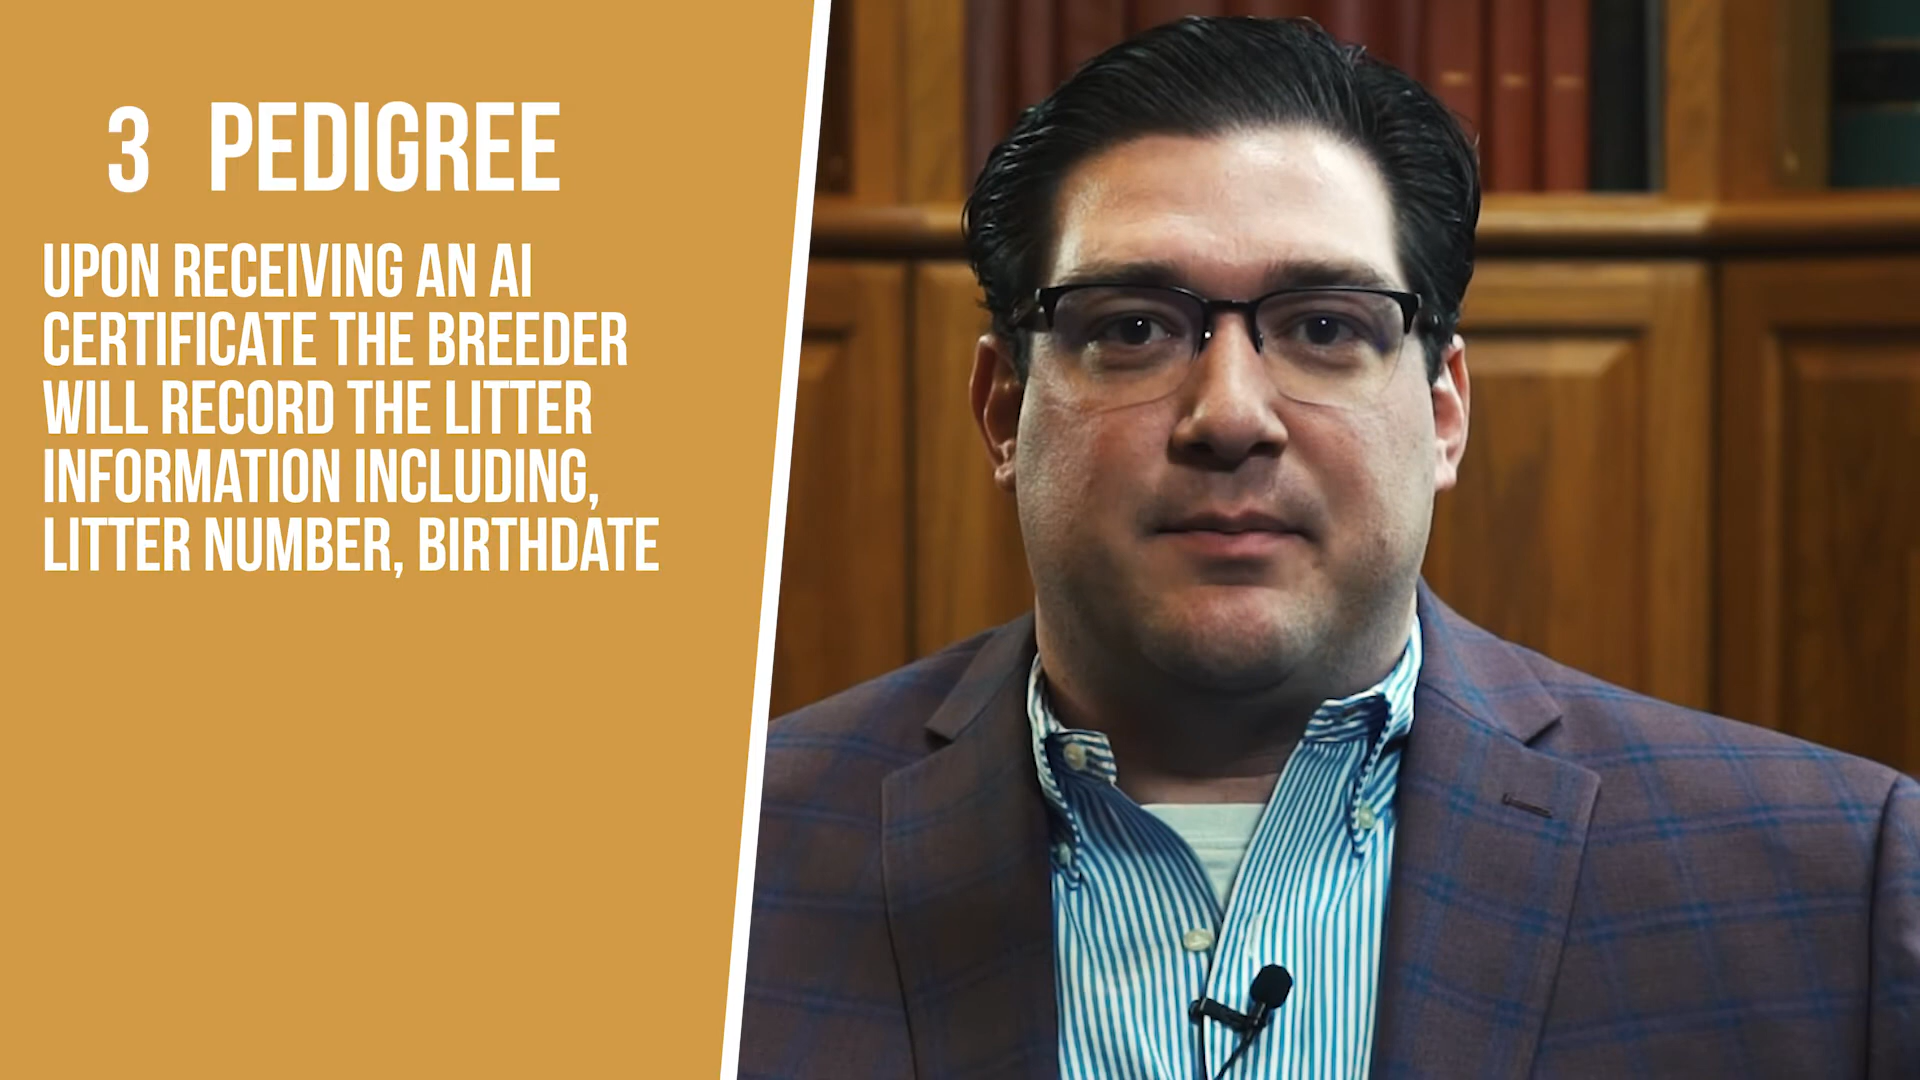 3 PEDIGREE
UPON RECEIVING AN AI
CERTIFICATE THE BREEDER
WILL RECORD THE LITTER
INFORMATION INCLUDING,
LITTER NUMBER, BIRTHDATE